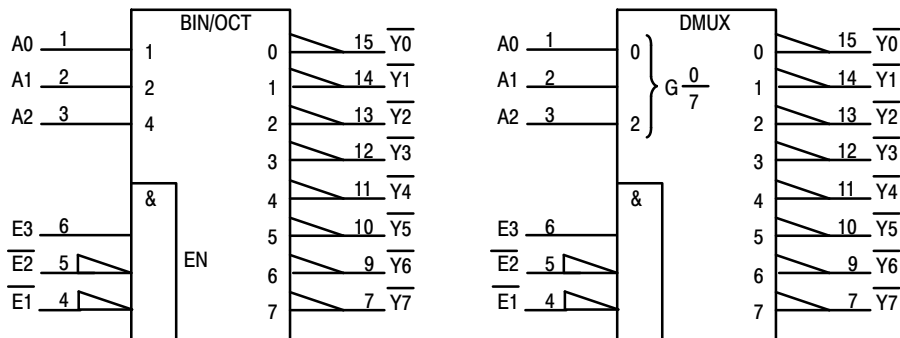 BIN/OCT
A0 1 1 0 15 Y0
A1 2 2 1 14 Y1
A2 3 4 2 13 Y2
3 12 Y3
& 4 11 Y4
E3 6 5 10 Y5
E2 5 EN 6 9 Y6
E1 4 7 7 Y7
DMUX
A0 1 0 0 15 Y0
A1 2 G 0/7 1 14 Y1
A2 3 2 2 13 Y2
3 12 Y3
& 4 11 Y4
E3 6 5 10 Y5
E2 5 6 9 Y6
E1 4 7 7 Y7